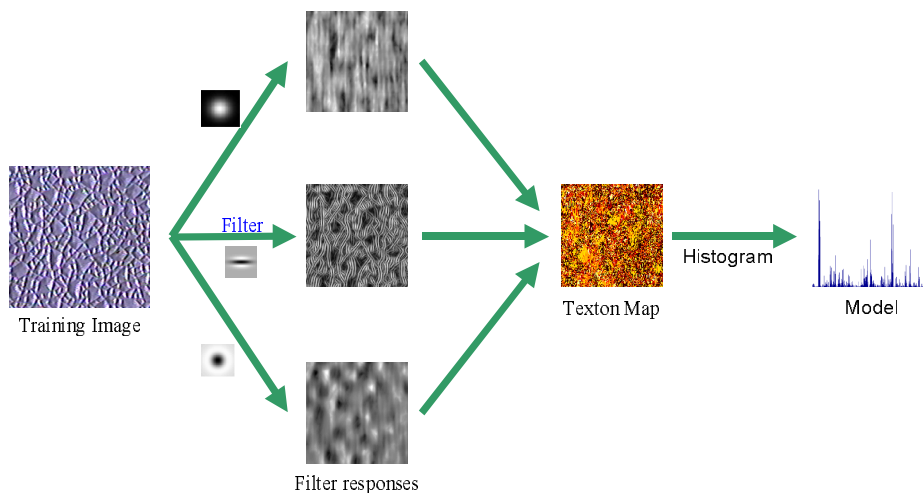 Filter
Training Image
Filter responses
Texton Map
Histogram
Model